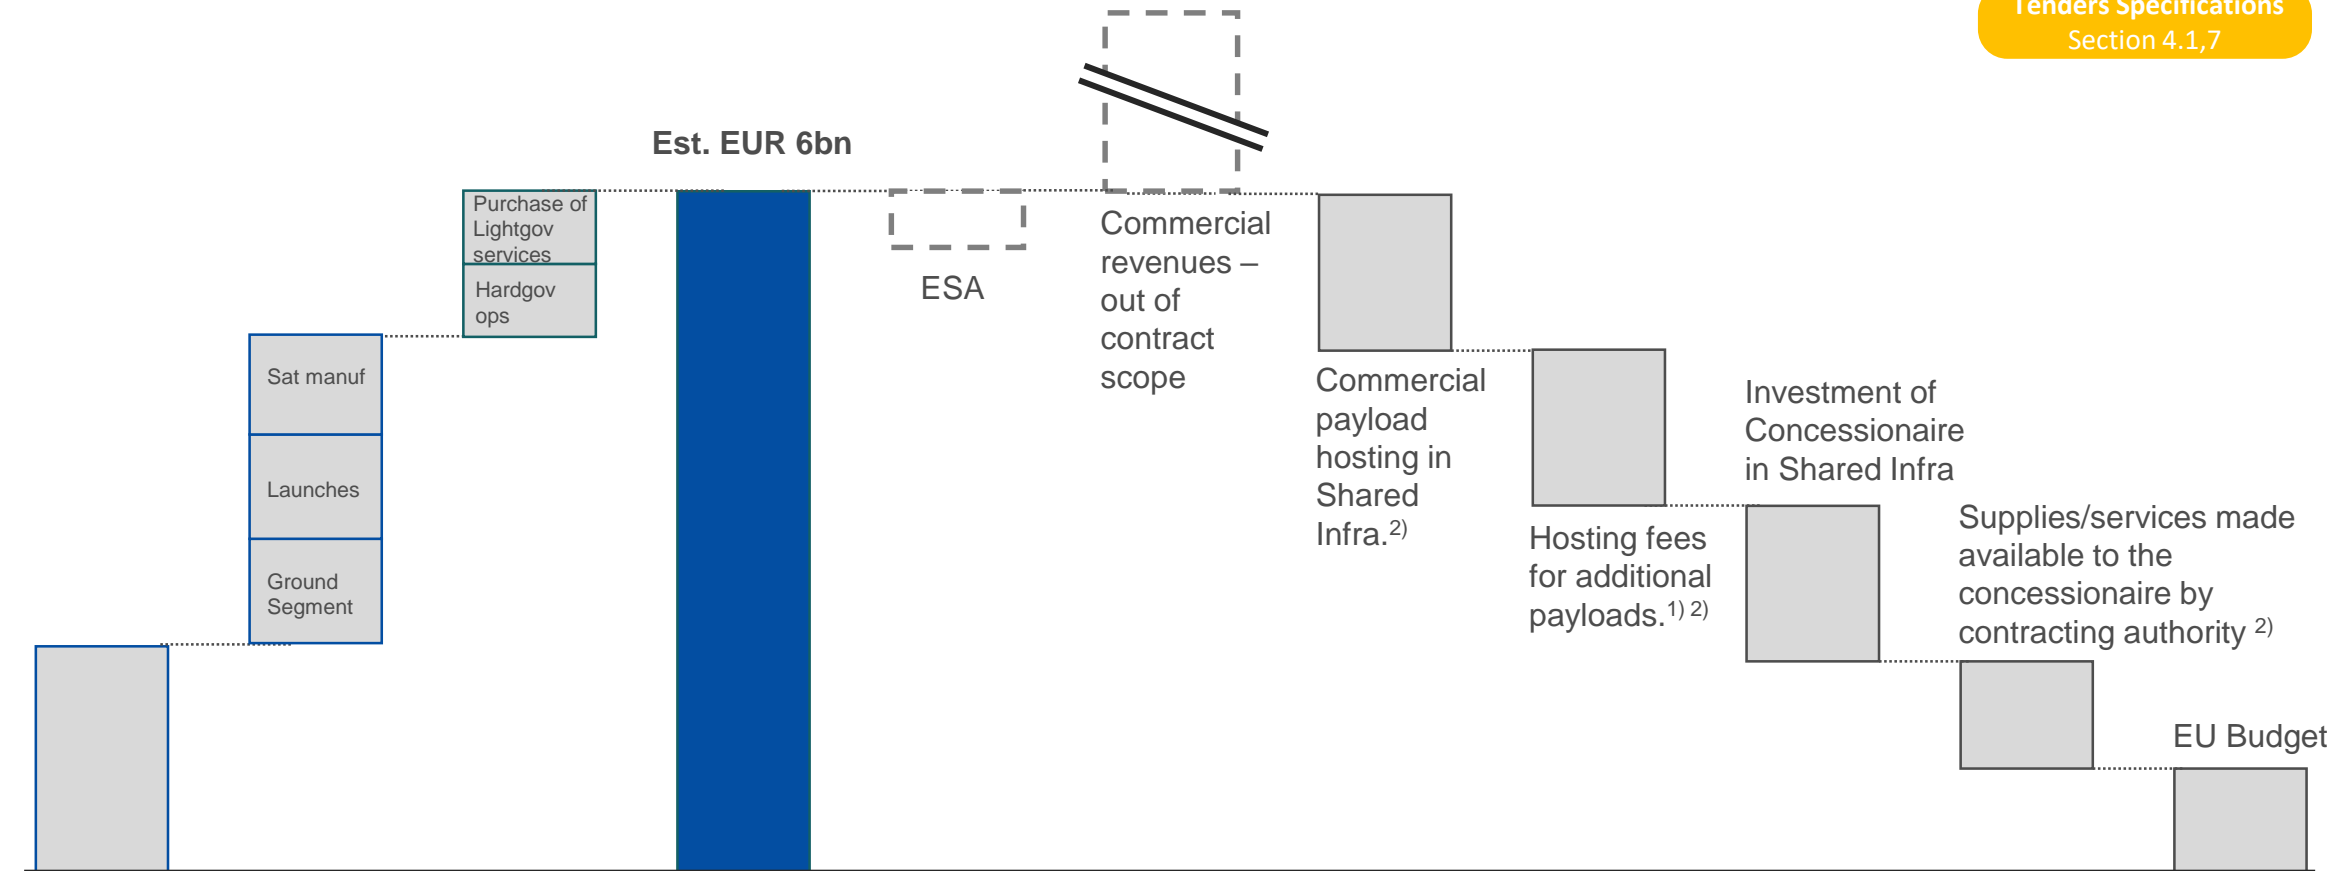 Tenders Specifications
Section 4.1,7
Est. EUR 6bn
Purchase of
Lightgov
services
Hardgov
ops
Sat manuf
Launches
Ground
Segment
ESA
Commercial
revenues –
out of
contract
scope
Commercial
payload
hosting in
Shared
Infra.2)
Hosting fees
for additional
payloads.1) 2)
Investment of
Concessionaire
in Shared Infra
Supplies/services made
available to the
concessionaire by
contracting authority 2)
EU Budget